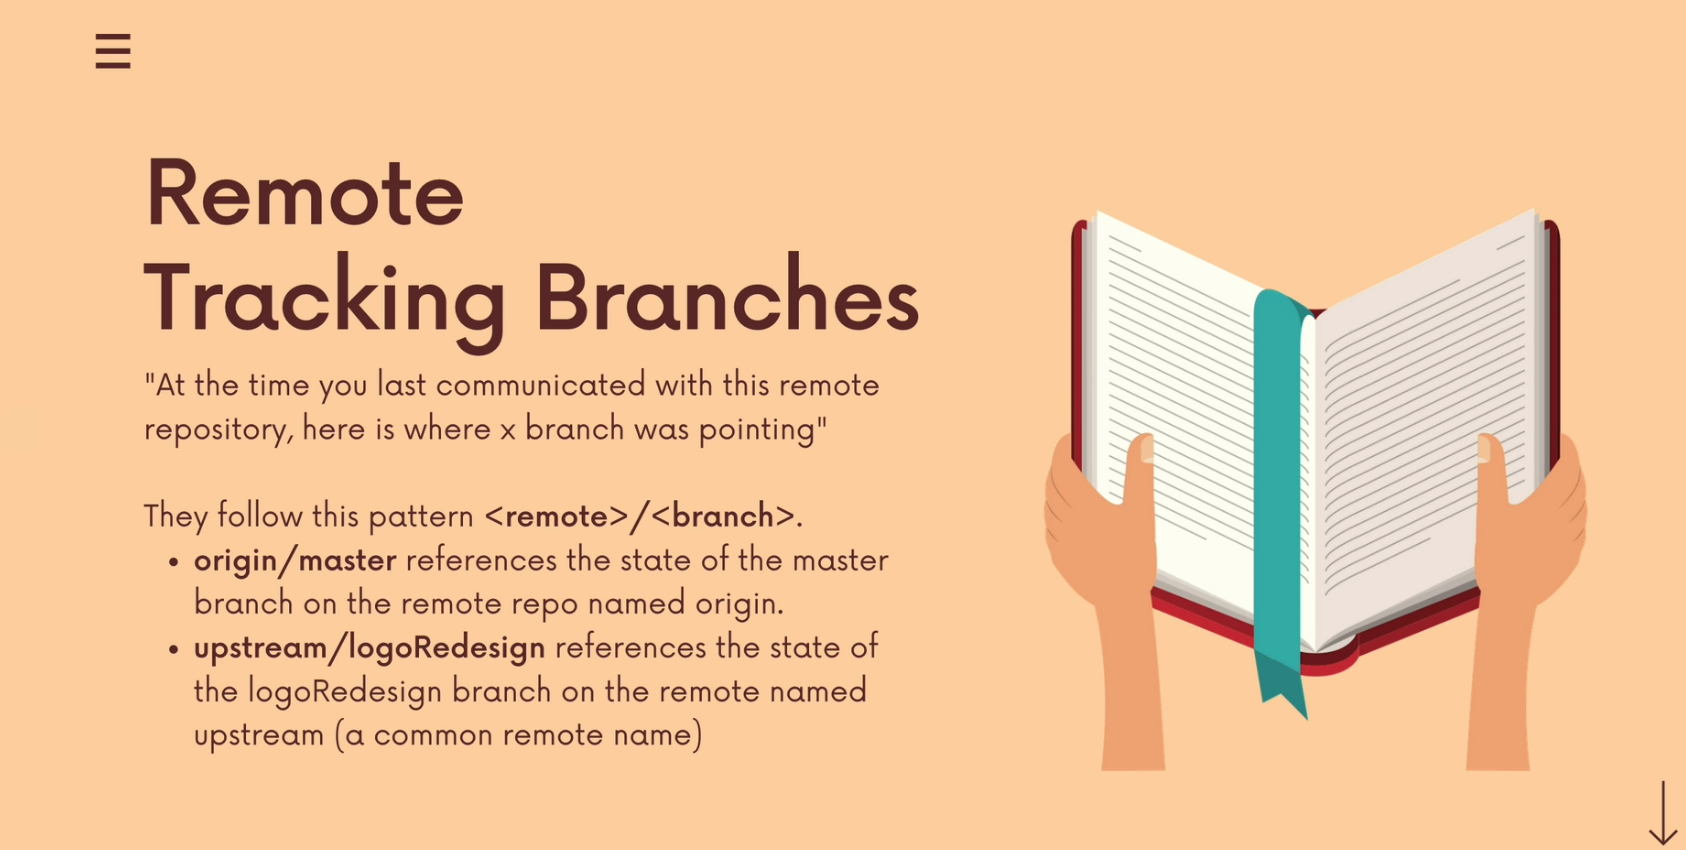 Remote
Tracking Branches
"At the time you last communicated with this remote
repository, here is where x branch was pointing"
They follow this pattern <remote>/<branch>.
• origin/master references the state of the master
branch on the remote repo named origin.
• upstream/logoRedesign references the state of
the logoRedesign branch on the remote named
upstream (a common remote name)